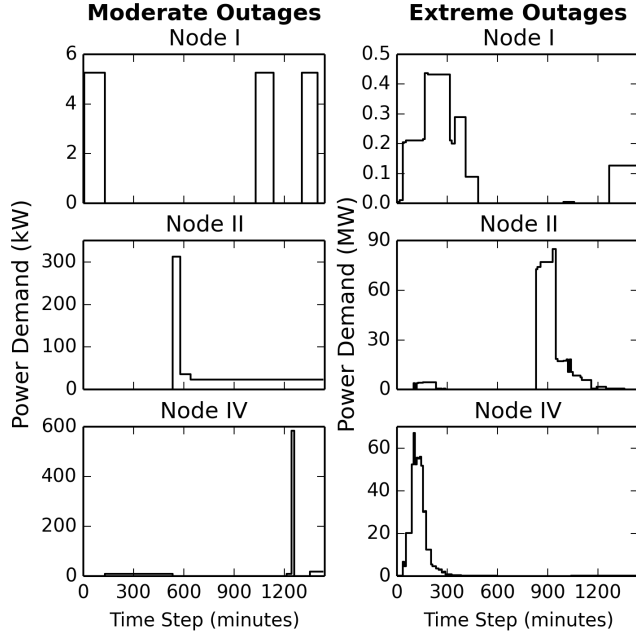 Moderate Outages Extreme Outages
Node I Node I
6 0.5
0.4
4 0.3
2 0.2
0.1
0 0.0
Node II Node II
300 90
200 60
100 30
0 0
Node IV Node IV
600 60
400 40
200 20
0 0
0 300 600 900 1200 0 300 600 900 1200
Time Step (minutes) Time Step (minutes)
Power Demand (kW)
Power Demand (MW)